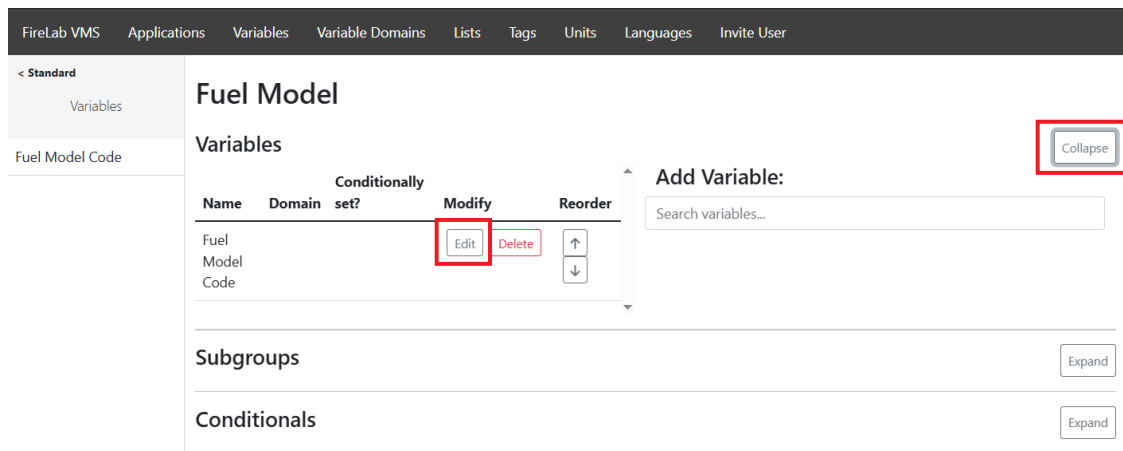 FireLab VMS Applications Variables Variable Domains Lists Tags Units Languages Invite User
< Standard
Variables
Fuel Model Code
Fuel Model
Variables
Collapse
Name Domain Conditionally set? Modify Reorder
Fuel Model Code Edit Delete ↑ ↓
Add Variable:
Search variables...
Subgroups
Expand
Conditionals
Expand